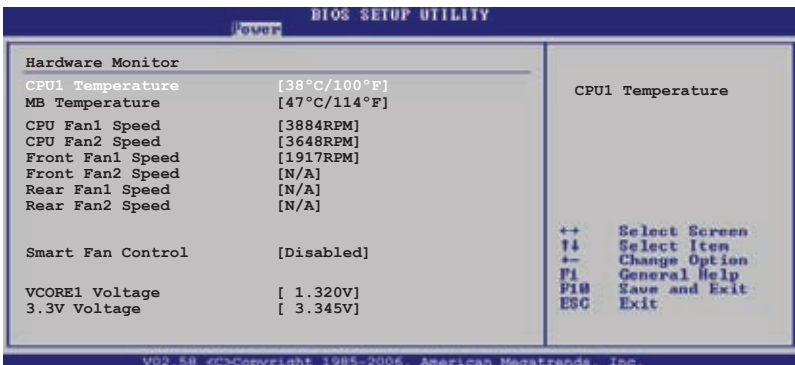 BIOS SETUP UTILITY
Power
Hardware Monitor
CPU1 Temperature [38°C/100°F]
MB Temperature [47°C/114°F]
CPU Fan1 Speed [3884RPM]
CPU Fan2 Speed [3648RPM]
Front Fan1 Speed [1917RPM]
Front Fan2 Speed [N/A]
Rear Fan1 Speed [N/A]
Rear Fan2 Speed [N/A]
Smart Fan Control [Disabled]
VCORE1 Voltage [ 1.320V]
3.3V Voltage [ 3.345V]
CPU1 Temperature
←→ Select Screen
↑↓ Select Item
+- Change Option
F1 General Help
F10 Save and Exit
ESC Exit
V02.58 <C>Copyright 1985-2006, American Megatrends, Inc.